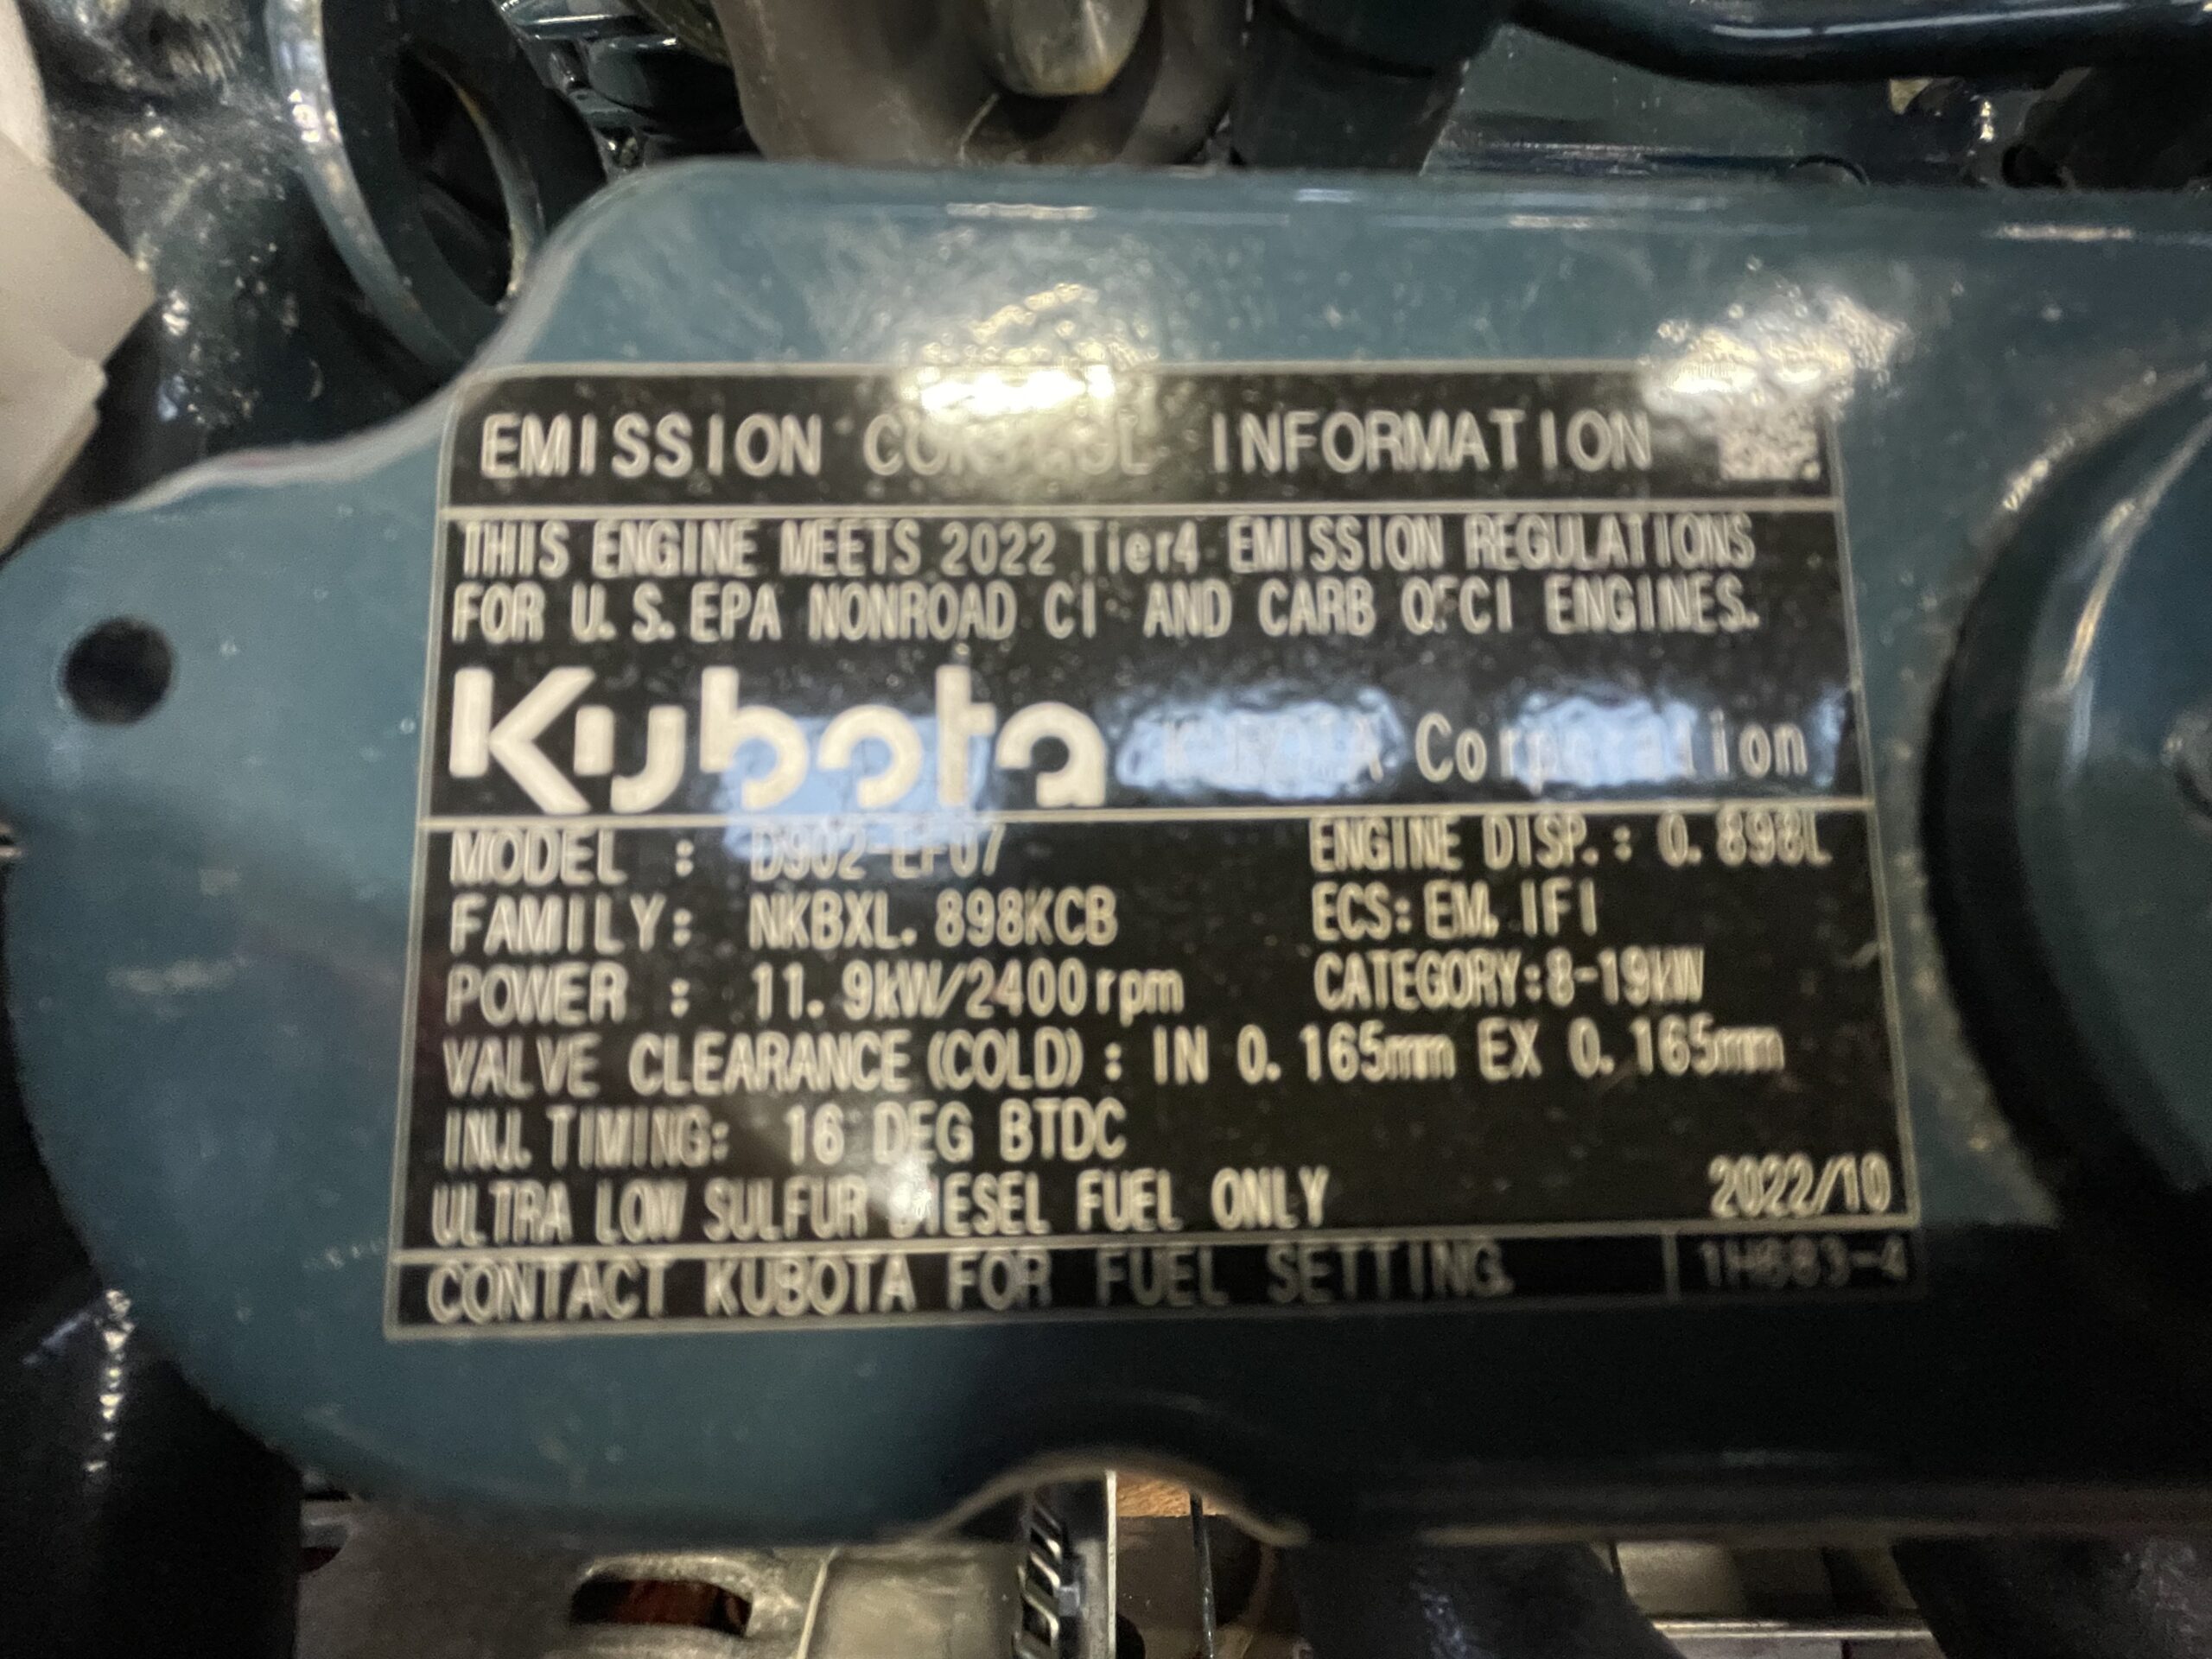 EMISSION CONTROL INFORMATION
THIS ENGINE MEETS 2022 Tier4 EMISSION REGULATIONS
FOR U.S. EPA NONROAD CI AND CARB OFCI ENGINES.
Kubota KUBOTA Corporation
MODEL : D902-EF07 ENGINE DISP.: 0.898L
FAMILY: NKBXL.898KCB ECS: EM, IFI
POWER : 11.9kW/2400rpm CATEGORY:8-19kW
VALVE CLEARANCE (COLD) : IN 0.165mm EX 0.165mm
INJ. TIMING: 16 DEG BTDC
ULTRA LOW SULFUR DIESEL FUEL ONLY 2022/10
CONTACT KUBOTA FOR FUEL SETTING.